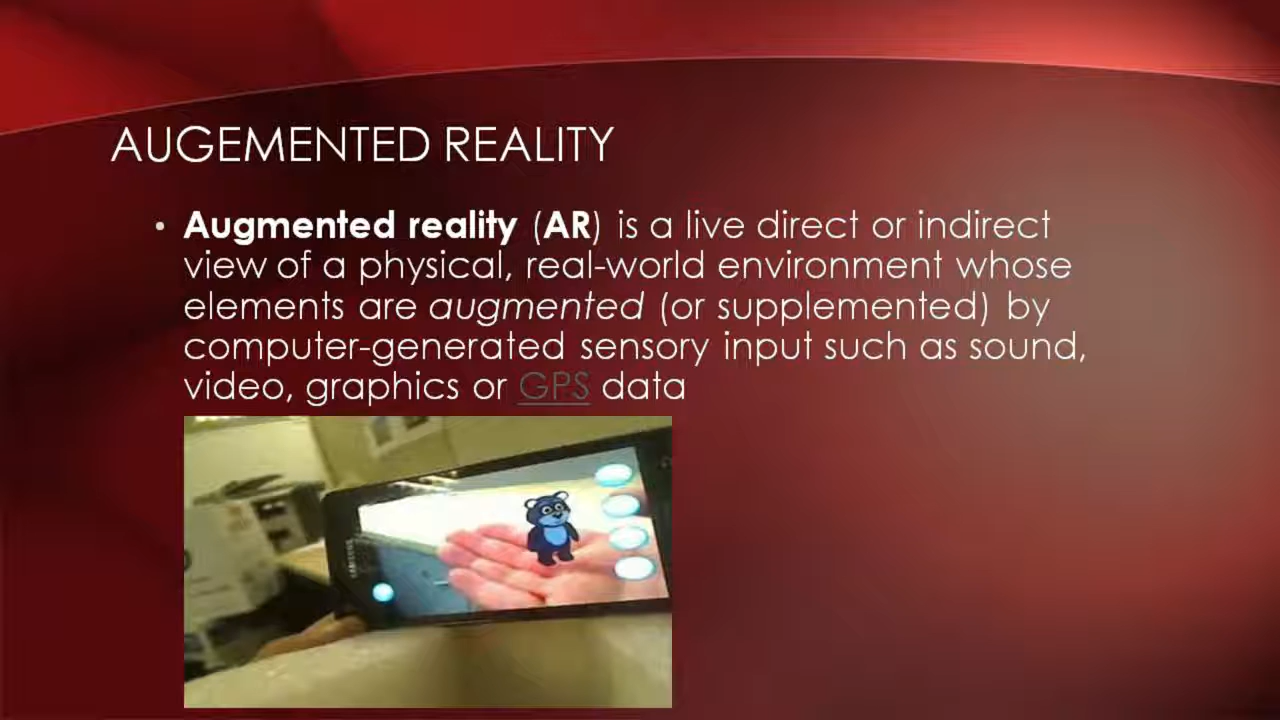 AUGEMENTED REALITY
• Augmented reality (AR) is a live direct or indirect
view of a physical, real-world environment whose
elements are augmented (or supplemented) by
computer-generated sensory input such as sound,
video, graphics or GPS data
SAMSUNG